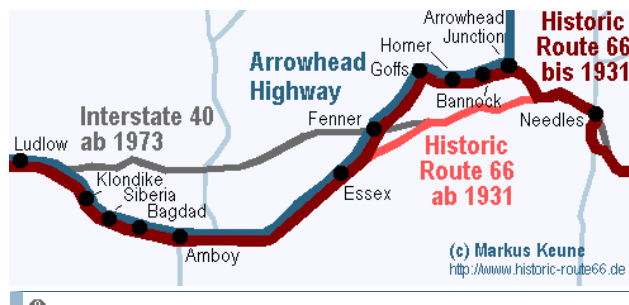 Arrowhead
Junction
Historic
Route 66
bis 1931
Homer
Goffs
Arrowhead
Highway
Bannock
Interstate 40
ab 1973
Fenner
Needles
Ludlow
Historic
Route 66
ab 1931
Klondike
Siberia
Bagdad
Essex
Amboy
(c) Markus Keune
http://www.historic-route66.de